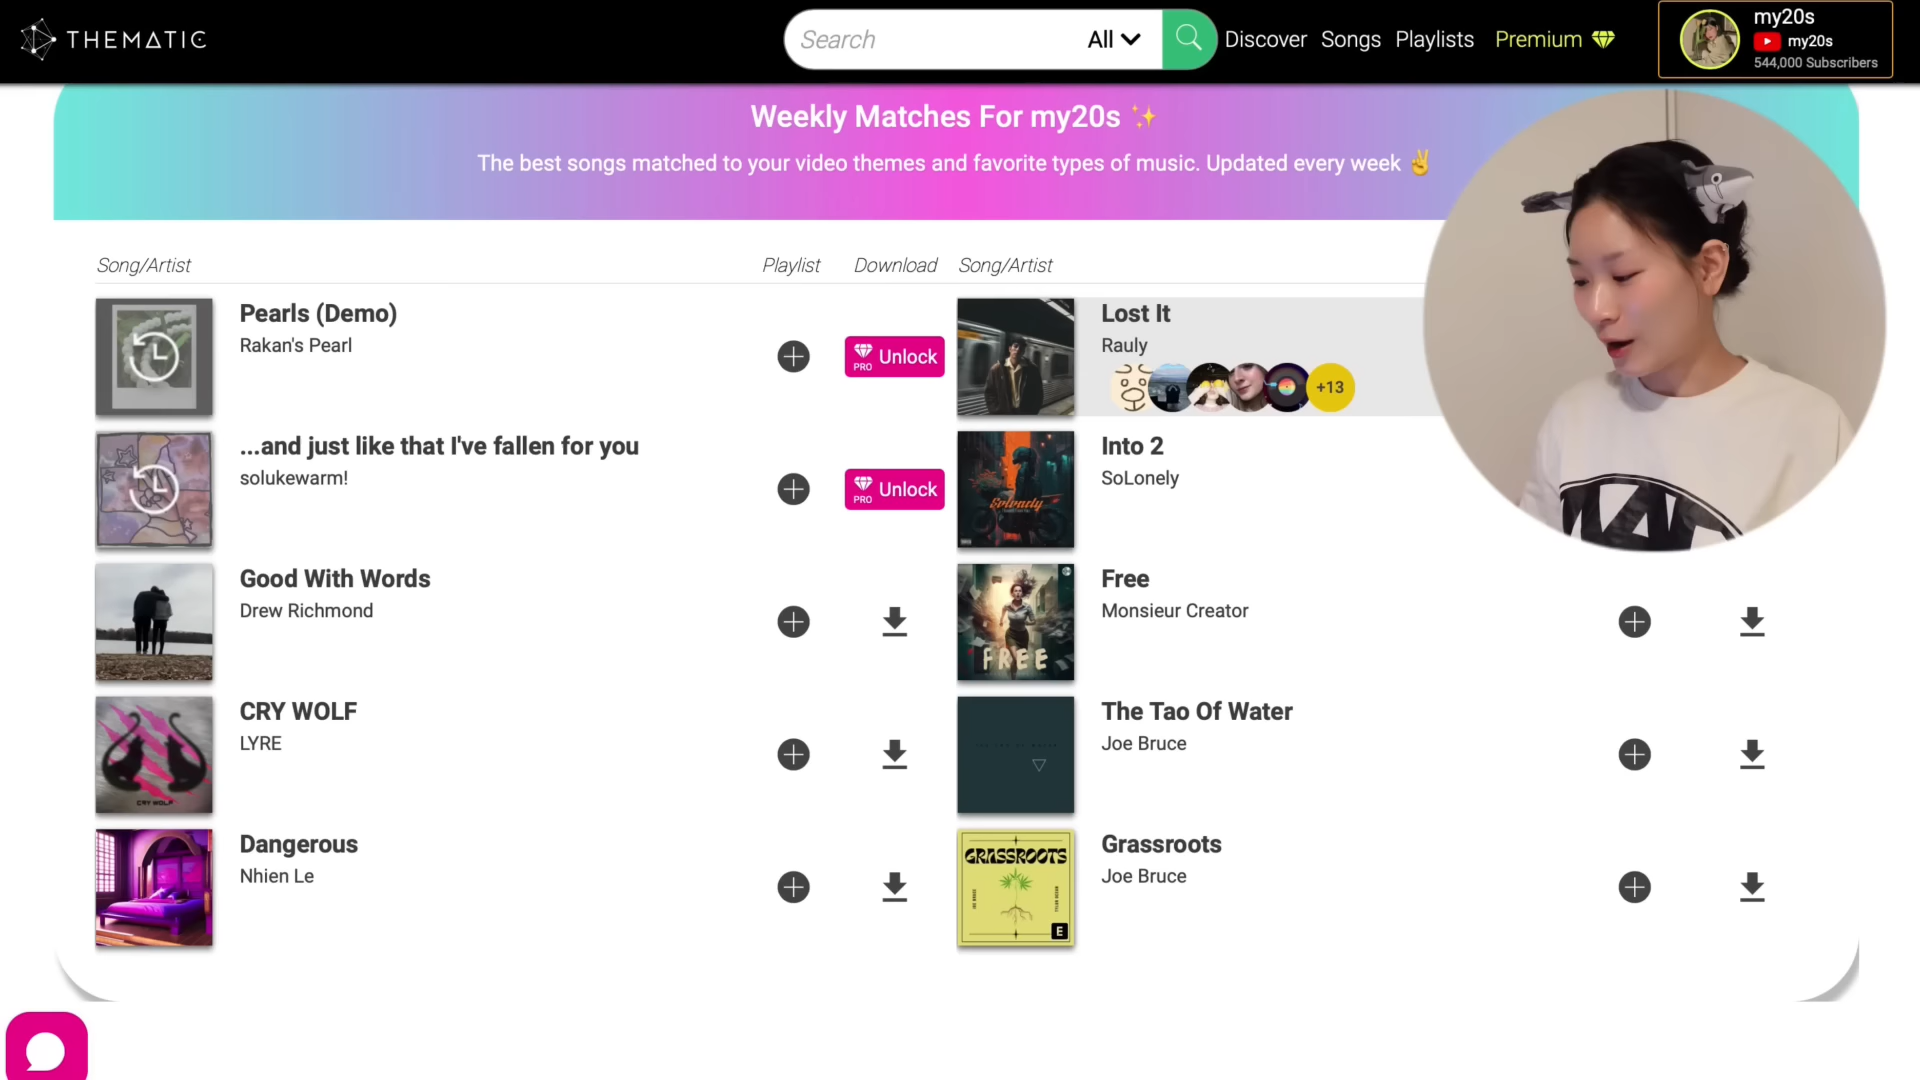 THEMATIC
Search
All
Discover
Songs
Playlists
Premium
my20s
my20s
544,000 Subscribers
Weekly Matches For my20s ✨
The best songs matched to your video themes and favorite types of music. Updated every week ✌
Song/Artist
Playlist
Download
Song/Artist
Pearls (Demo)
Rakan's Pearl
PRO
Unlock
Lost It
Rauly
+13
...and just like that I've fallen for you
solukewarm!
PRO
Unlock
Into 2
SoLonely
Good With Words
Drew Richmond
Free
Monsieur Creator
FREE
CRY WOLF
LYRE
CRY WOLF
The Tao Of Water
Joe Bruce
Dangerous
Nhien Le
Grassroots
Joe Bruce
GRASSROOTS
E